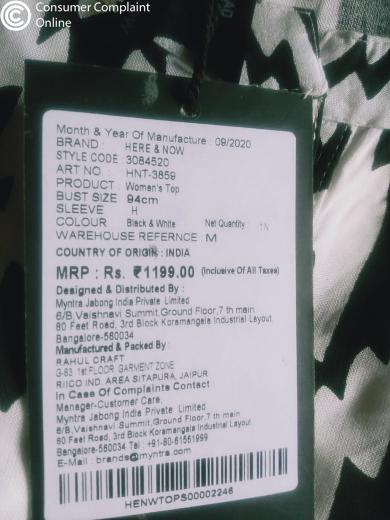 Consumer Complaint
Online
Month & Year Of Manufacture : 09/2020
BRAND : HERE & NOW
STYLE CODE : 3084520
ART NO. : HNT-3859
PRODUCT : Women's Top
BUST SIZE 94cm
SLEEVE H
COLOUR Black & White Net Quantity 1N
WAREHOUSE REFERNCE M
COUNTRY OF ORIGIN : INDIA
MRP : Rs. ₹1199.00 (Inclusive Of All Taxes)
Designed & Distributed By :
Myntra Jabong India Private Limited
6/B,Vaishnavi Summit,Ground Floor,7 th main
80 Feet Road, 3rd Block Koramangala Industrial Layout,
Bangalore-560034
Manufactured & Packed By :
RAHUL CRAFT
G-83 1st FLOOR GARMENT ZONE
RIICO IND. AREA SITAPURA, JAIPUR
In Case Of Complaints Contact :
Manager-Customer Care,
Myntra Jabong India Private Limited
6/B,Vaishnavi Summit,Ground Floor,7 th main
80 Feet Road, 3rd Block Koramangala Industrial Layout,
Bangalore-560034 Tel : +91-80-61561999
E-Mail : brands@myntra.com
HENWTOPS00002246